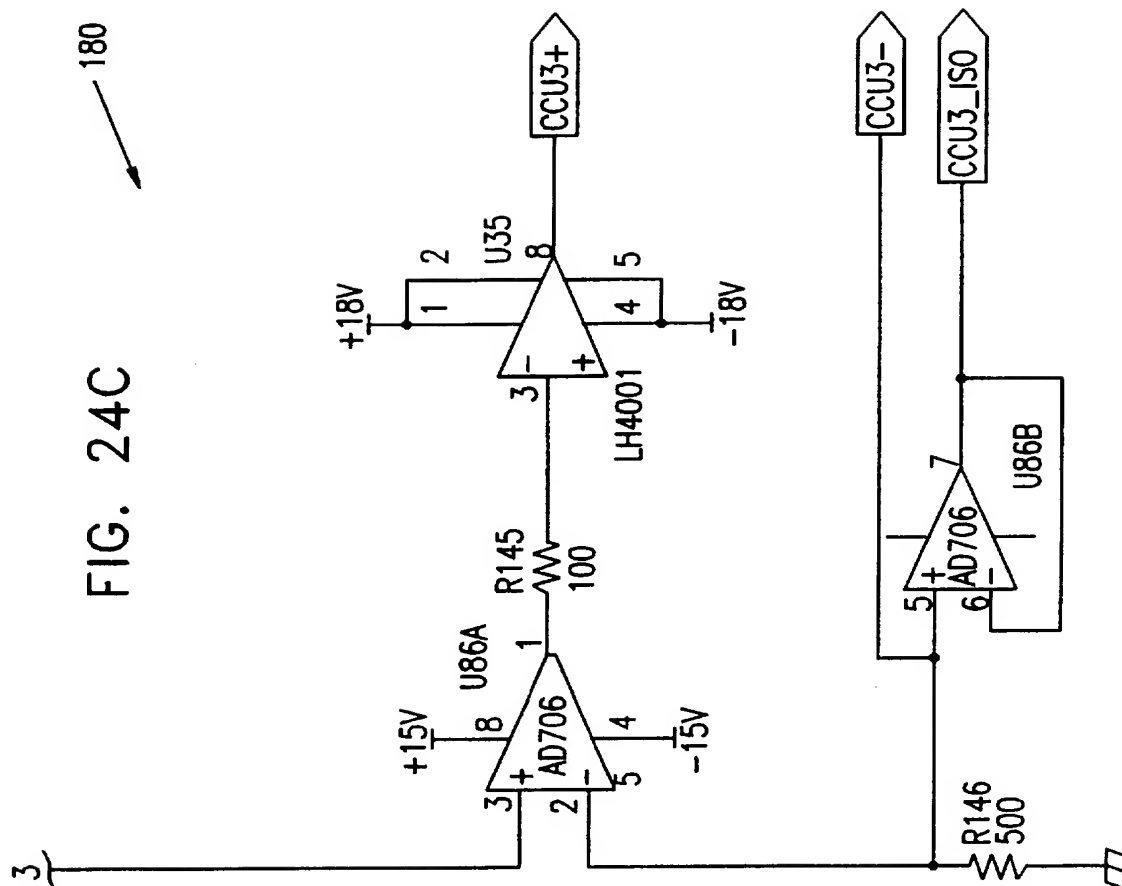 FIG. 24C
180
3
+15V
8
U86A
3
+
AD706
1
2
-
5
4
-15V
R145
100
+18V
1
2
U35
3
-
+
8
4
5
-18V
LH4001
CCU3+
CCU3-
CCU3_ISO
5
+
AD706
7
6
-
U86B
R146
500